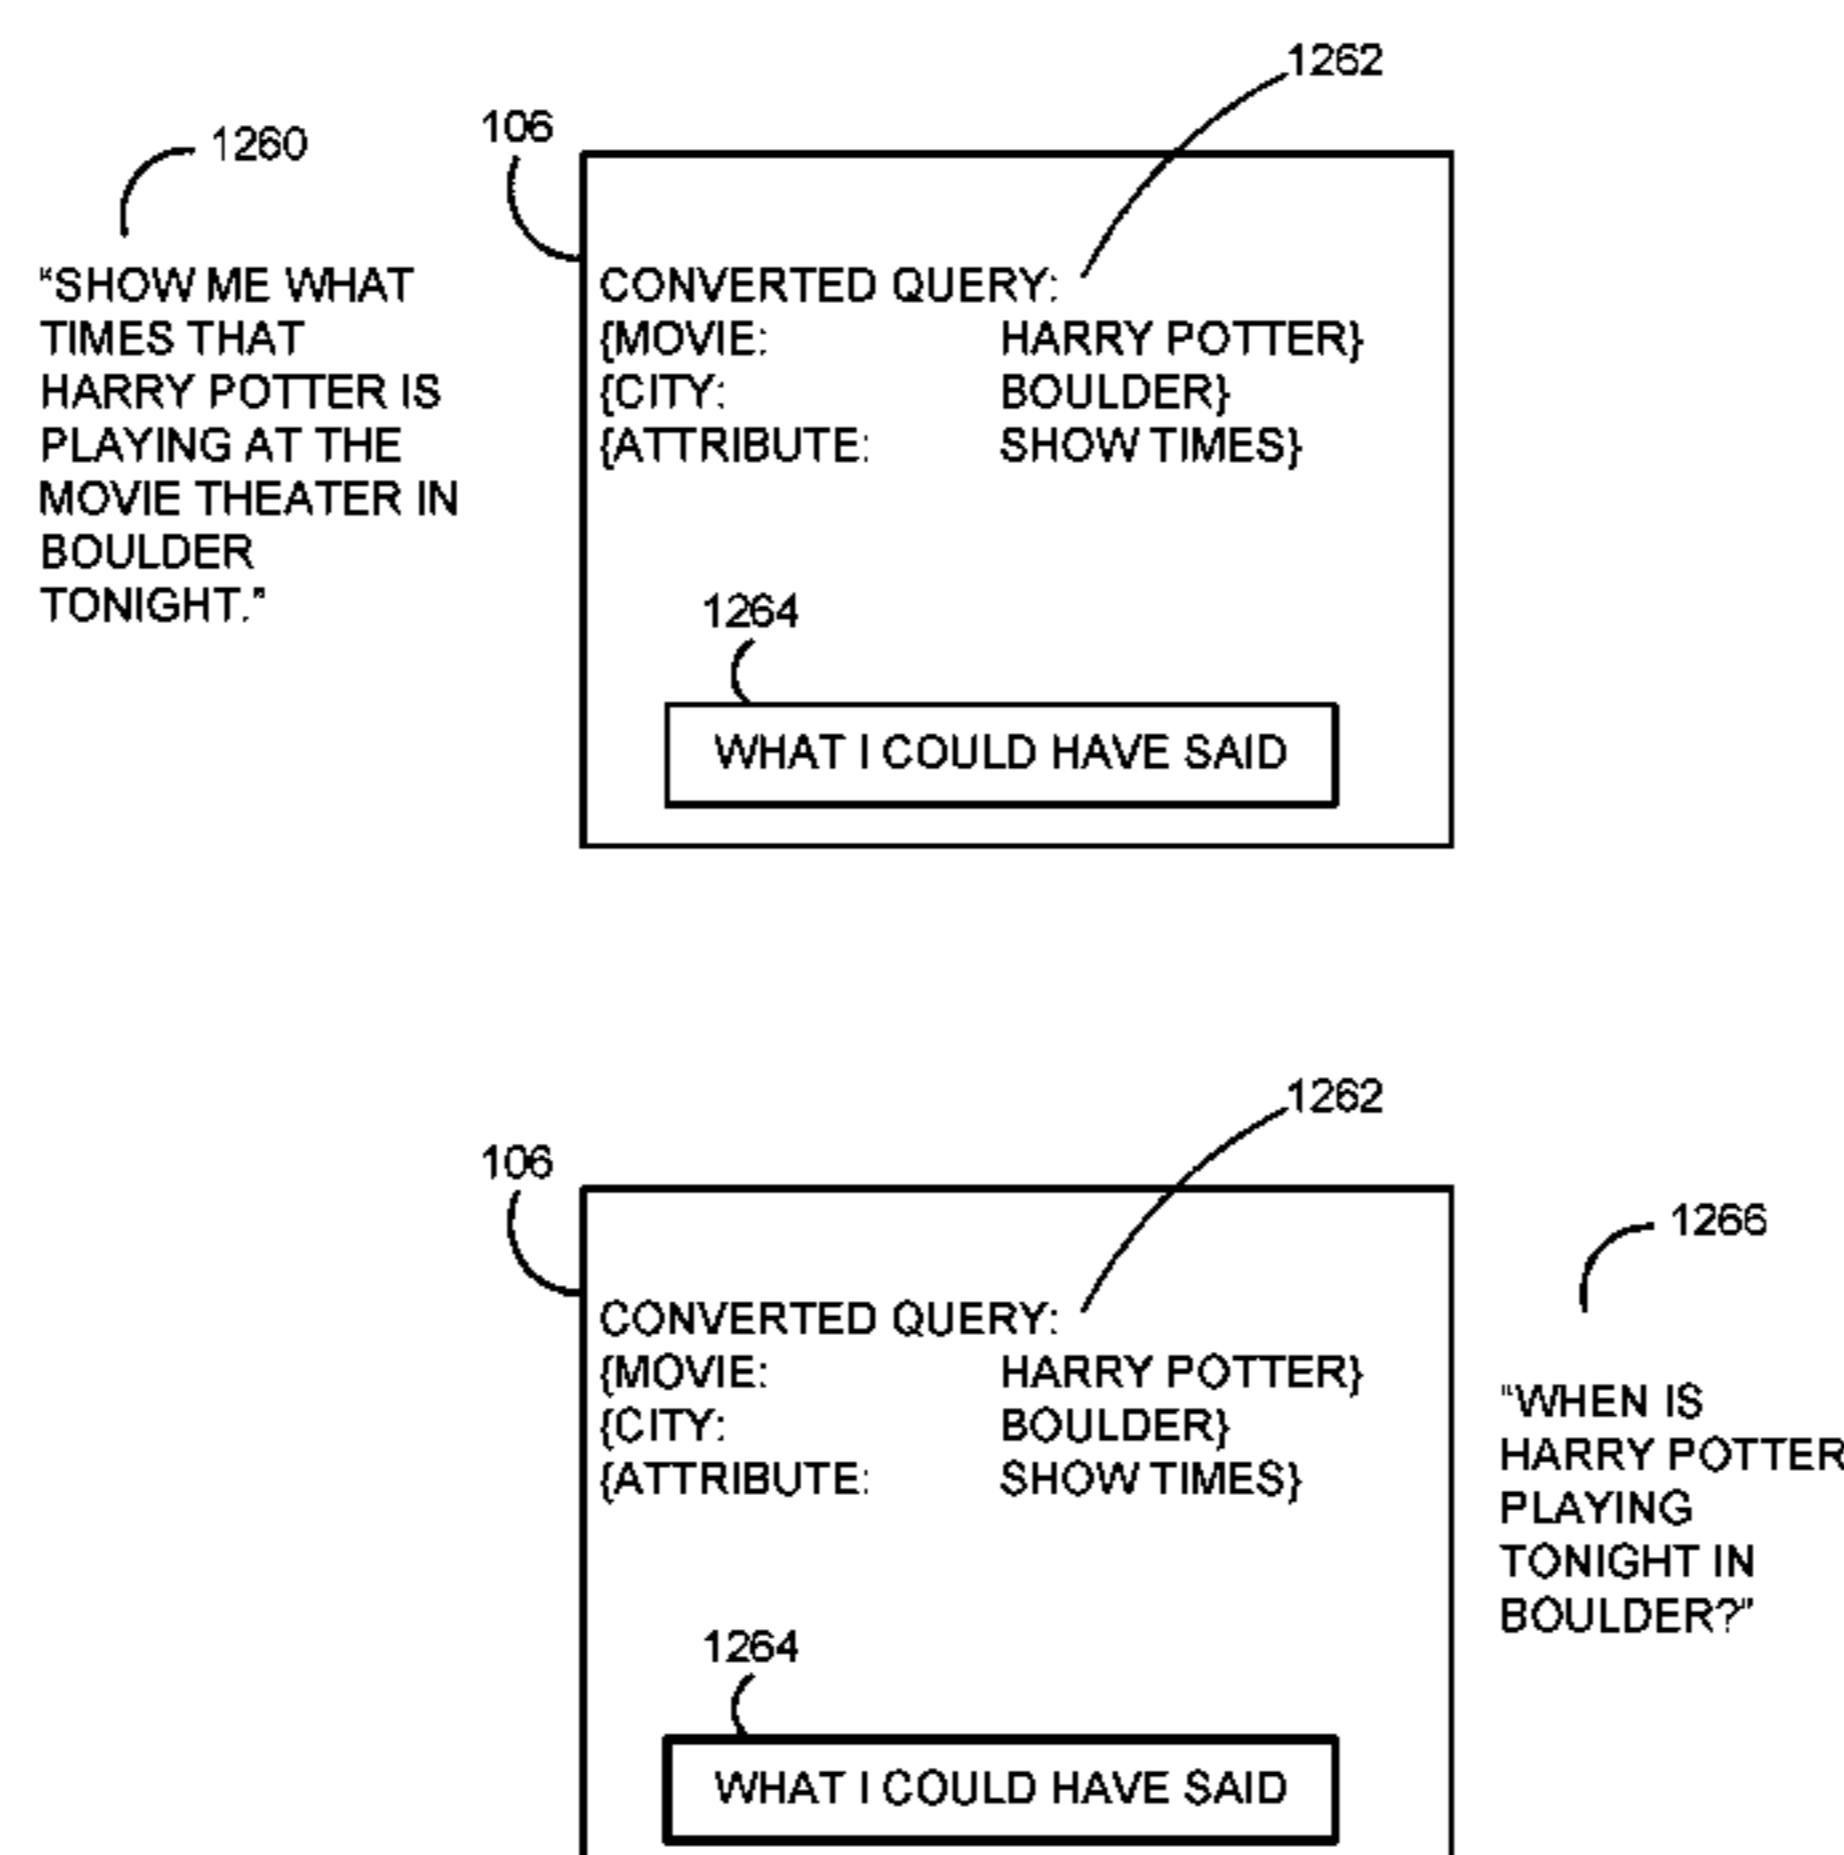 1262
106
1260
"SHOW ME WHAT
TIMES THAT
HARRY POTTER IS
PLAYING AT THE
MOVIE THEATER IN
BOULDER
TONIGHT."
CONVERTED QUERY:
{MOVIE: HARRY POTTER}
{CITY: BOULDER}
{ATTRIBUTE: SHOW TIMES}
1264
WHAT I COULD HAVE SAID
1262
106
1266
CONVERTED QUERY:
{MOVIE: HARRY POTTER}
{CITY: BOULDER}
{ATTRIBUTE: SHOW TIMES}
"WHEN IS
HARRY POTTER
PLAYING
TONIGHT IN
BOULDER?"
1264
WHAT I COULD HAVE SAID